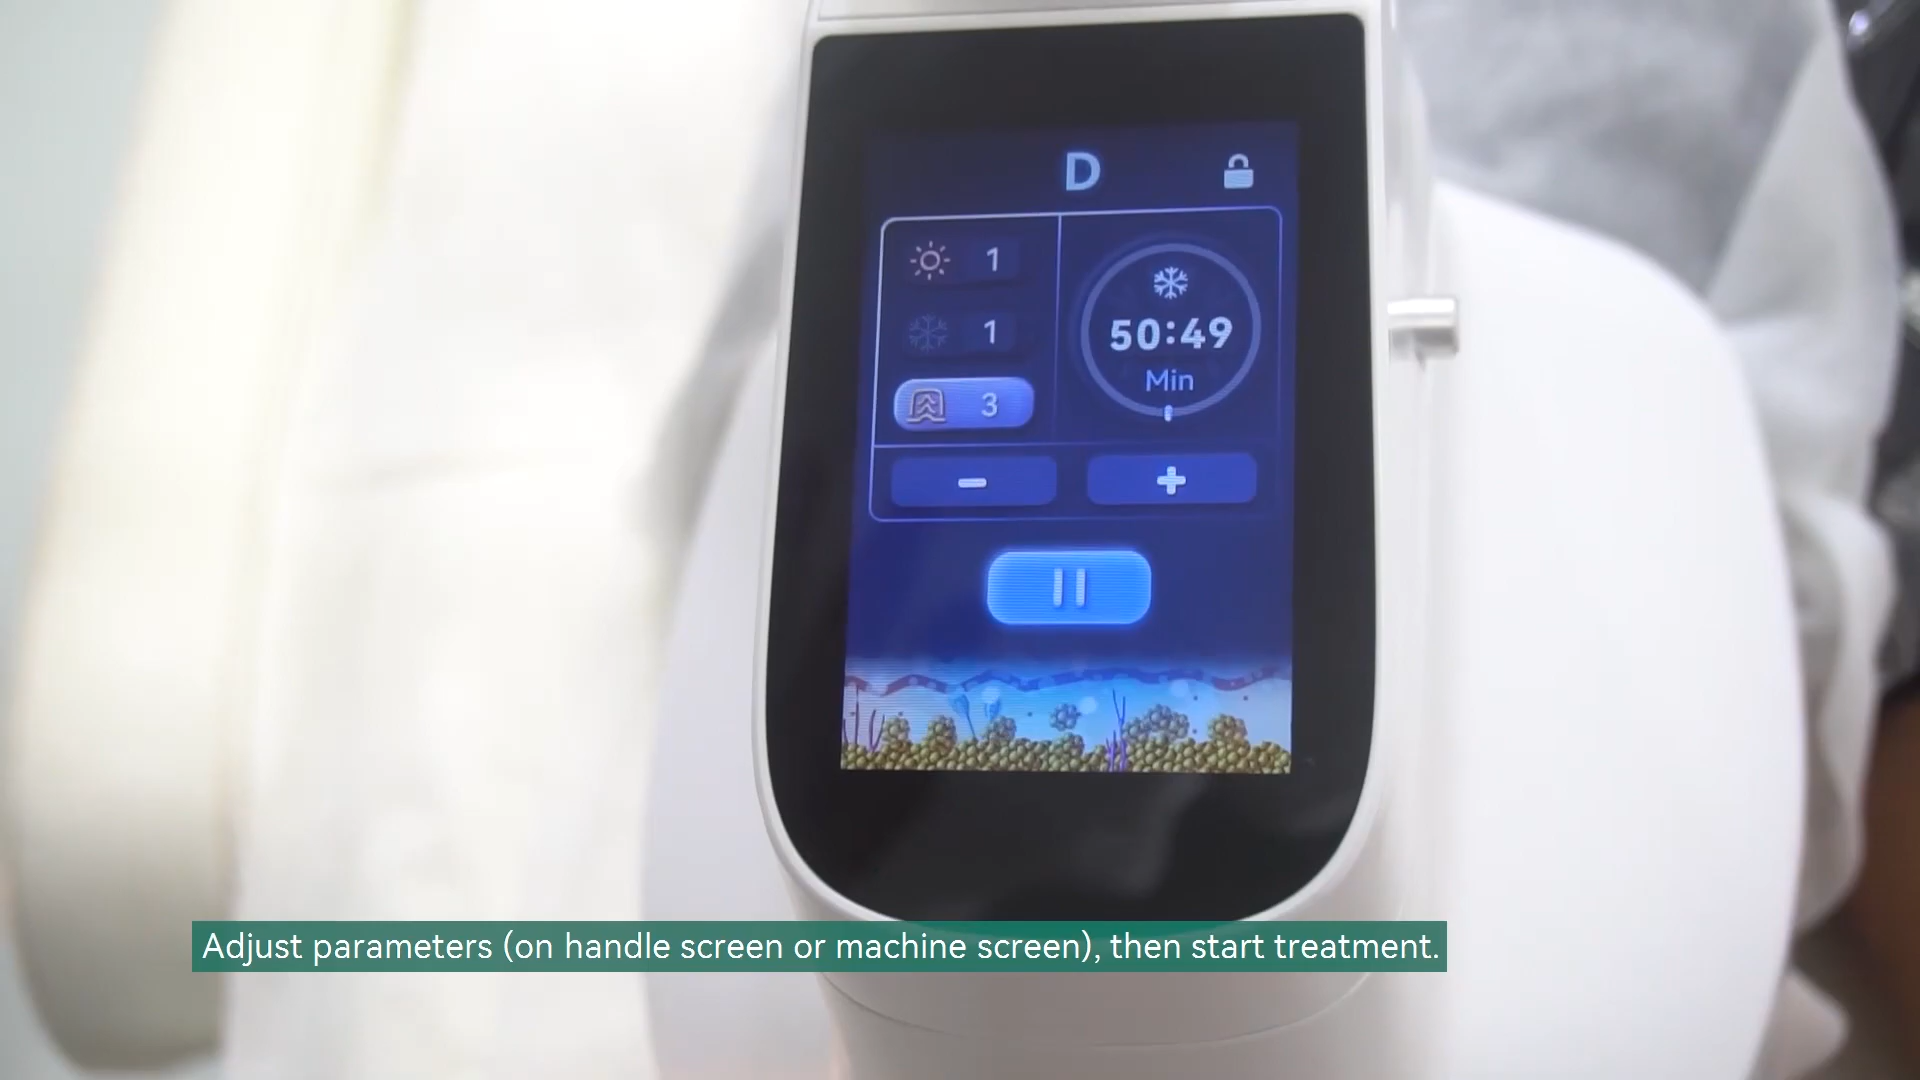 D
1
1
3
50:49
Min
Adjust parameters (on handle screen or machine screen), then start treatment.